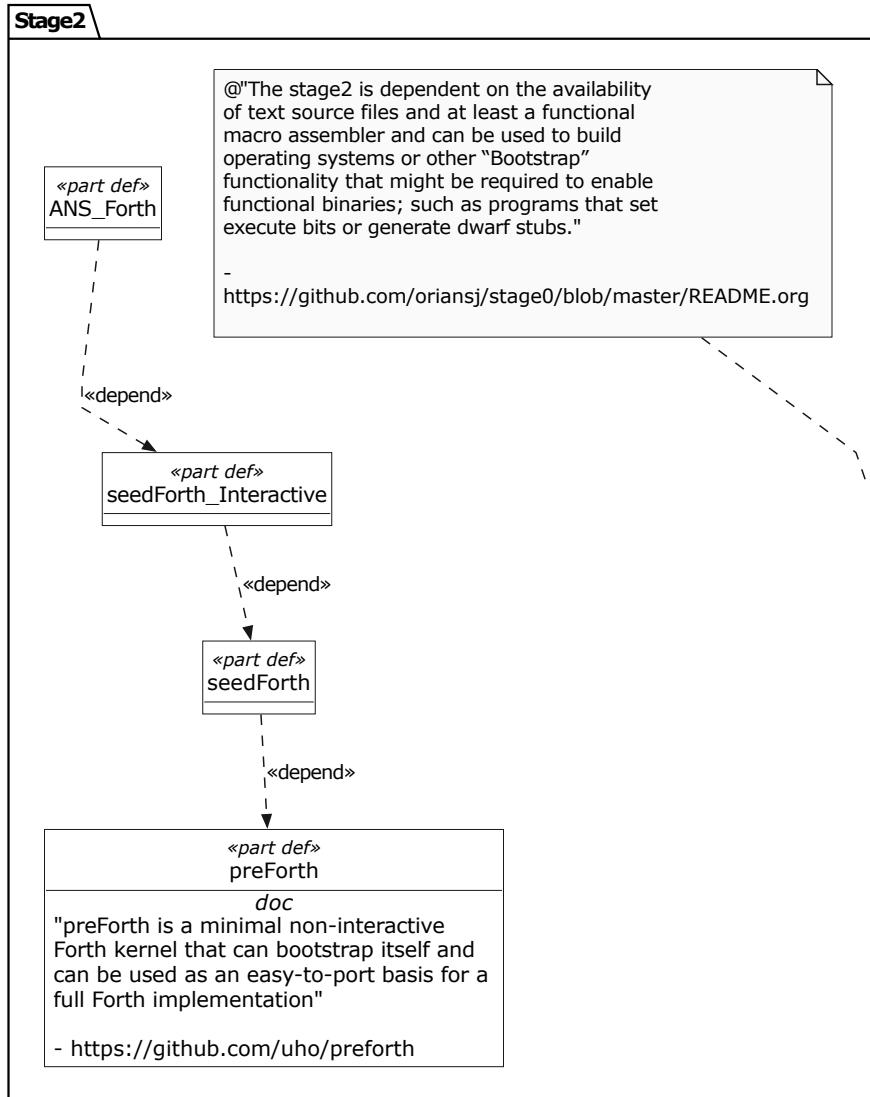 Stage2
@"The stage2 is dependent on the availability
of text source files and at least a functional
macro assembler and can be used to build
operating systems or other “Bootstrap”
functionality that might be required to enable
functional binaries; such as programs that set
execute bits or generate dwarf stubs."
-
https://github.com/oriansj/stage0/blob/master/README.org
«part def»
ANS_Forth
«depend»
«part def»
seedForth_Interactive
«depend»
«part def»
seedForth
«depend»
«part def»
preForth
doc
"preForth is a minimal non-interactive
Forth kernel that can bootstrap itself and
can be used as an easy-to-port basis for a
full Forth implementation"
- https://github.com/uho/preforth